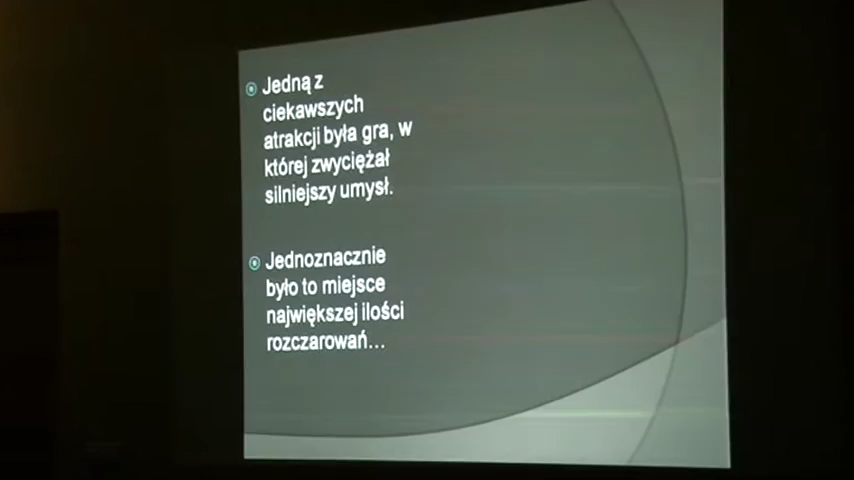 Jedną z
ciekawszych
atrakcji była gra, w
której zwyciężał
silniejszy umysł.
Jednoznacznie
było to miejsce
największej ilości
rozczarowań...